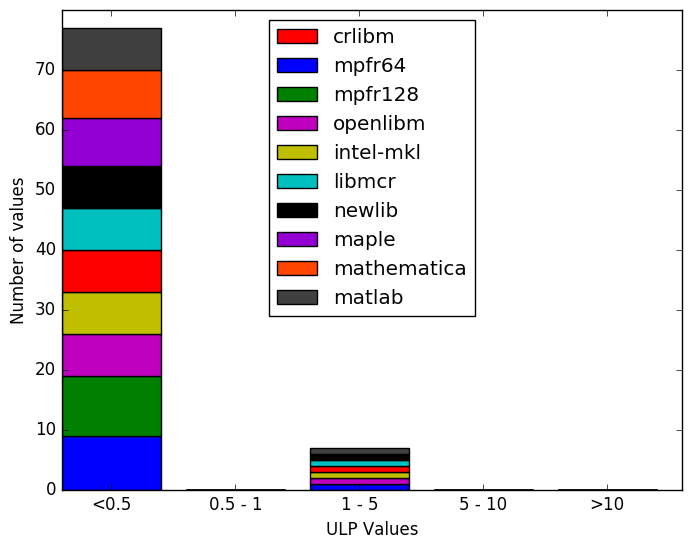 crlibm
mpfr64
mpfr128
openlibm
intel-mkl
libmcr
newlib
maple
mathematica
matlab
Number of values
70
60
50
40
30
20
10
0
<0.5
0.5 - 1
1 - 5
5 - 10
>10
ULP Values